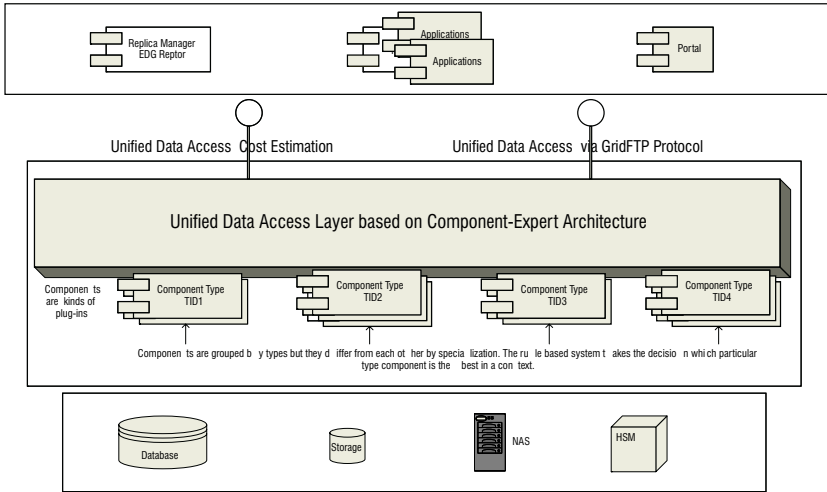 Replica Manager
EDG Reptor
Applications
Applications
Portal
Unified Data Access Cost Estimation
Unified Data Access via GridFTP Protocol
Unified Data Access Layer based on Component-Expert Architecture
Componen ts
are kinds of
plug-ins
Component Type
TID1
Component Type
TID2
Component Type
TID3
Component Type
TID4
Componen ts are grouped b y types but they d iffer from each ot her by specia lization. The ru le based system t akes the decisio n whi ch particular
type component is the best in a con text.
Database
Storage
NAS
HSM